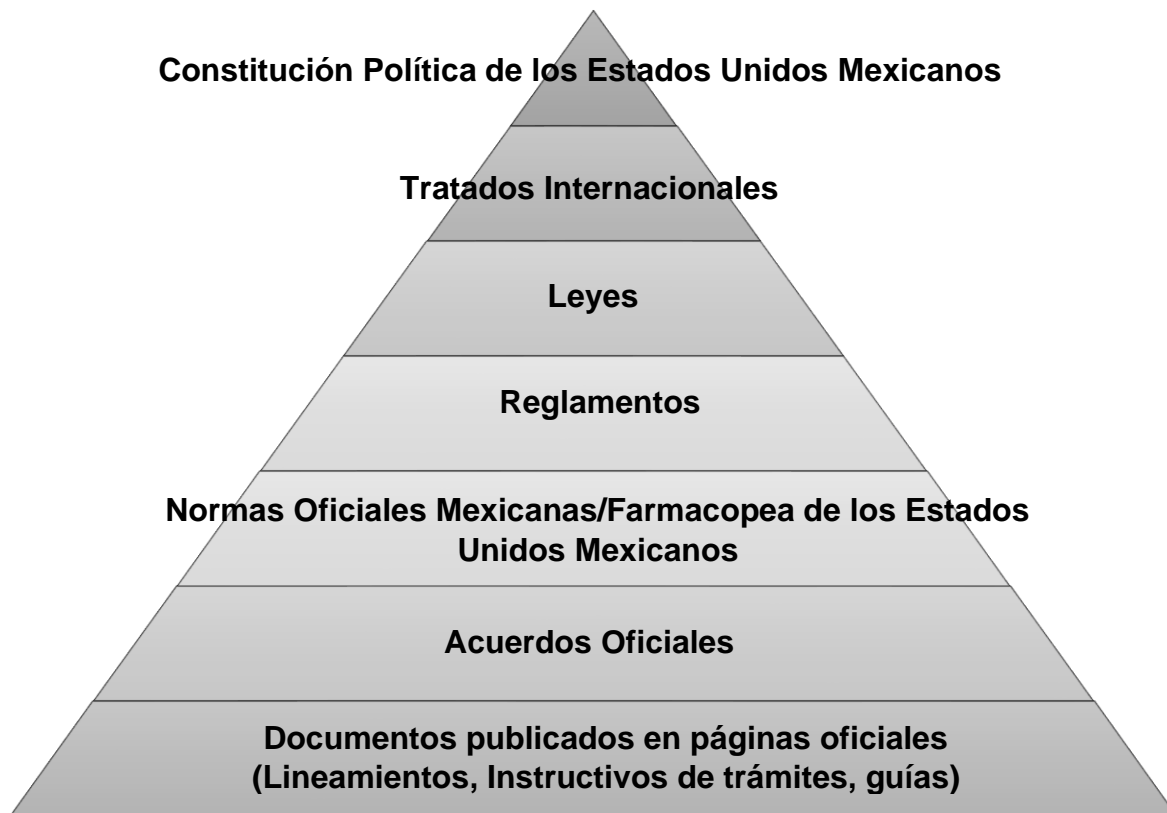 Constitución Política de los Estados Unidos Mexicanos
Tratados Internacionales
Leyes
Reglamentos
Normas Oficiales Mexicanas/Farmacopea de los Estados
Unidos Mexicanos
Acuerdos Oficiales
Documentos publicados en páginas oficiales
(Lineamientos, Instructivos de trámites, guías)